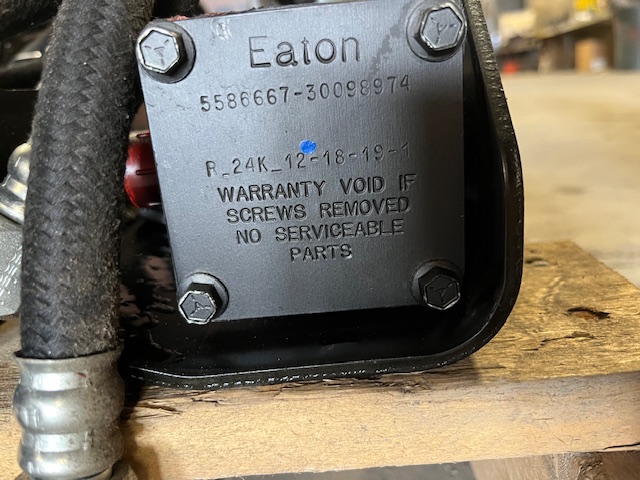 Eaton
5586667-30098974
R_24K_12-18-19-1
WARRANTY VOID IF
SCREWS REMOVED
NO SERVICEABLE
PARTS